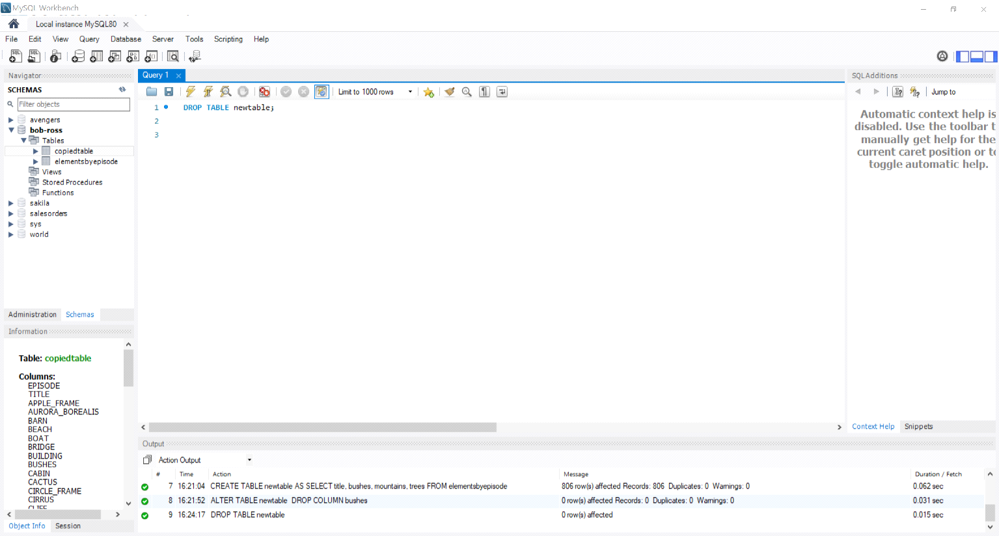 MySQL Workbench
Local instance MySQL80
File Edit View Query Database Server Tools Scripting Help
Navigator
SCHEMAS
Filter objects
avengers
bob-ross
Tables
copiedtable
elementsbyepisode
Views
Stored Procedures
Functions
sakila
salesorders
sys
world
Administration Schemas
Information
Table: copiedtable
Columns:
EPISODE
TITLE
APPLE_FRAME
AURORA_BOREALIS
BARN
BEACH
BOAT
BRIDGE
BUILDING
BUSHES
CABIN
CACTUS
CIRCLE_FRAME
CIRRUS
CLIFF
Object Info Session
Query 1
Limit to 1000 rows
1 DROP TABLE newtable;
2
3
SQLAdditions
Jump to
Automatic context help is
disabled. Use the toolbar t
manually get help for the
current caret position or to
toggle automatic help.
Context Help Snippets
Output
Action Output
# Time Action Message Duration / Fetch
7 16:21:04 CREATE TABLE newtable AS SELECT title, bushes, mountains, trees FROM elementsbyepisode 806 row(s) affected Records: 806 Duplicates: 0 Warnings: 0 0.062 sec
8 16:21:52 ALTER TABLE newtable DROP COLUMN bushes 0 row(s) affected Records: 0 Duplicates: 0 Warnings: 0 0.031 sec
9 16:24:17 DROP TABLE newtable 0 row(s) affected 0.015 sec